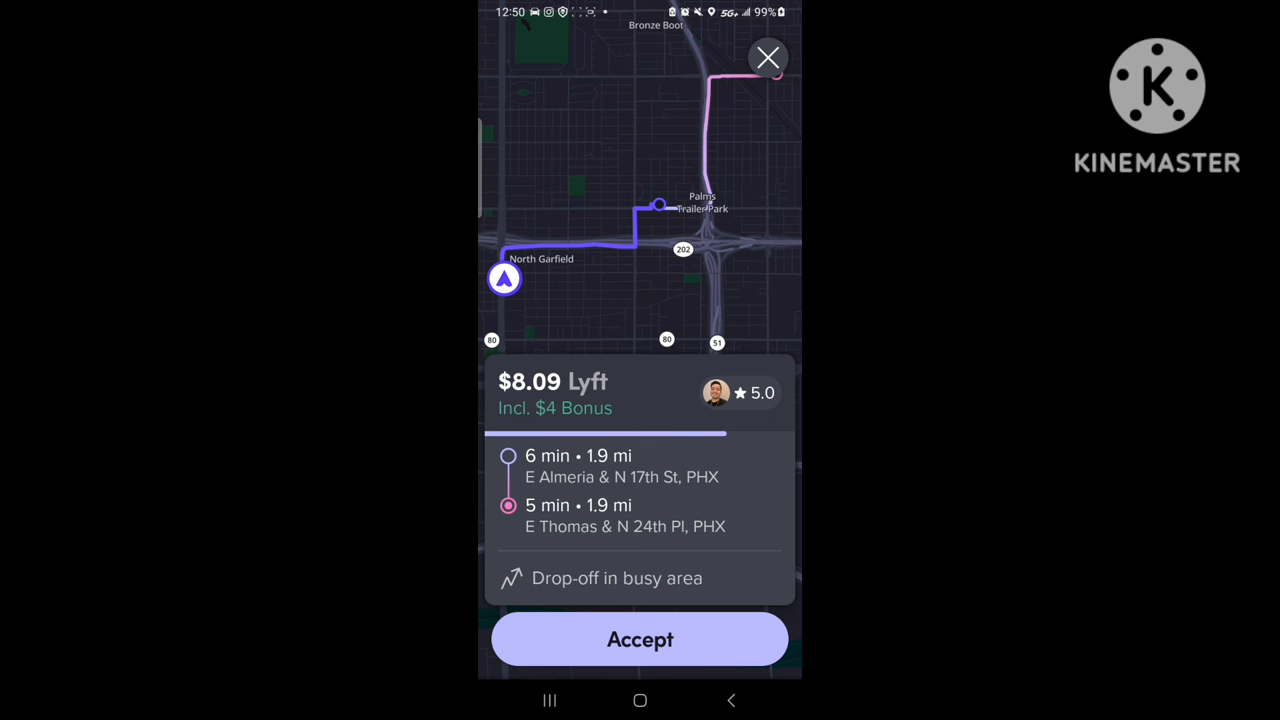 12:50
5G+
99%
Bronze Boot
K
KINEMASTER
Palms
Trailer Park
202
North Garfield
80
80
51
$8.09 Lyft
5.0
Incl. $4 Bonus
6 min • 1.9 mi
E Almeria & N 17th St, PHX
5 min • 1.9 mi
E Thomas & N 24th Pl, PHX
Drop-off in busy area
Accept